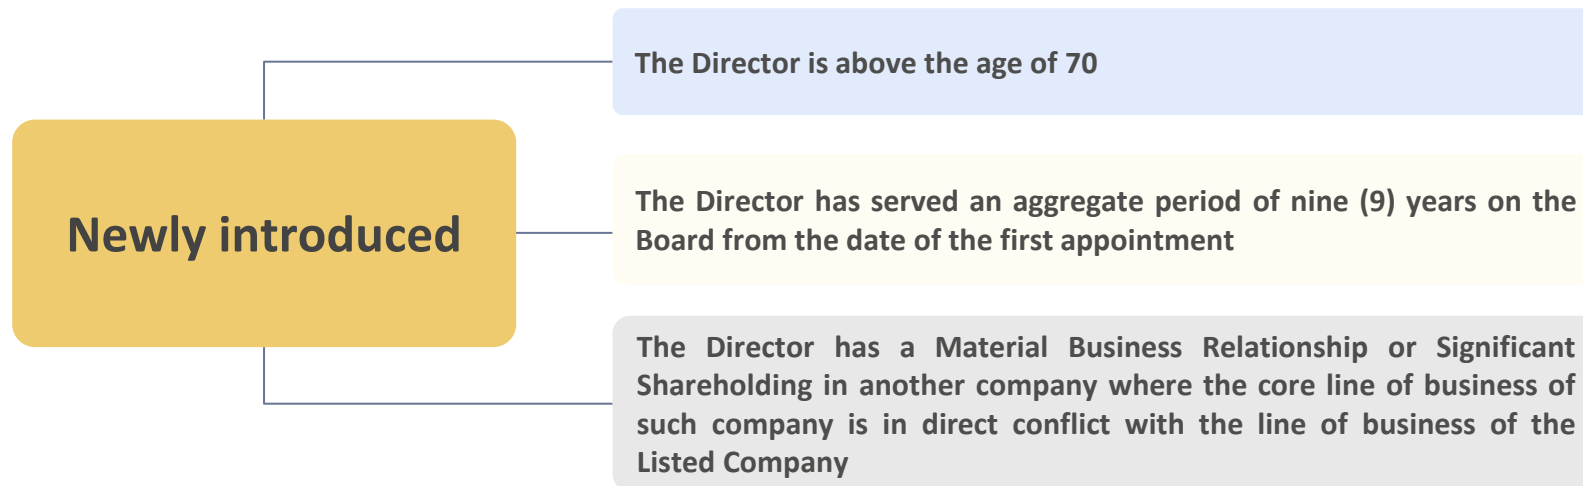 Newly introduced
The Director is above the age of 70
The Director has served an aggregate period of nine (9) years on the
Board from the date of the first appointment
The Director has a Material Business Relationship or Significant
Shareholding in another company where the core line of business of
such company is in direct conflict with the line of business of the
Listed Company